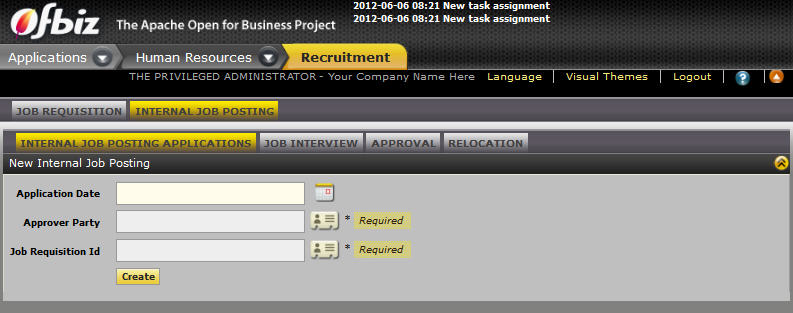 Ofbiz The Apache Open for Business Project
2012-06-06 08:21 New task assignment
2012-06-06 08:21 New task assignment
Applications Human Resources Recruitment
THE PRIVILEGED ADMINISTRATOR - Your Company Name Here Language Visual Themes Logout ?
JOB REQUISITION INTERNAL JOB POSTING
INTERNAL JOB POSTING APPLICATIONS JOB INTERVIEW APPROVAL RELOCATION
New Internal Job Posting
Application Date
Approver Party * Required
Job Requisition Id * Required
Create